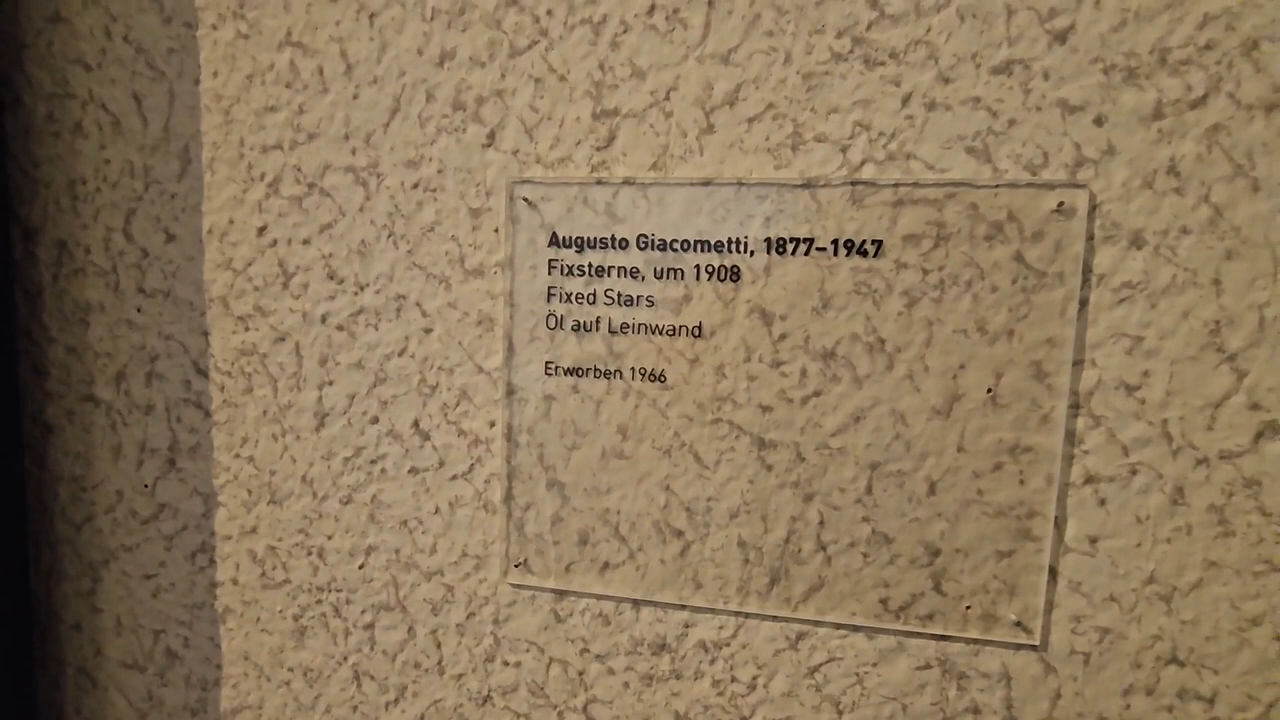 Augusto Giacometti, 1877–1947
Fixsterne, um 1908
Fixed Stars
Öl auf Leinwand
Erworben 1966